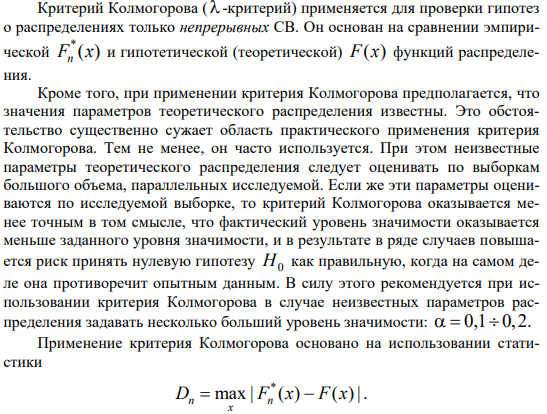 Критерий Колмогорова (λ-критерий) применяется для проверки гипотез
о распределениях только непрерывных СВ. Он основан на сравнении эмпири-
ческой Fₙ*(x) и гипотетической (теоретической) F(x) функций распределе-
ния.
Кроме того, при применении критерия Колмогорова предполагается, что
значения параметров теоретического распределения известны. Это обстоя-
тельство существенно сужает область практического применения критерия
Колмогорова. Тем не менее, он часто используется. При этом неизвестные
параметры теоретического распределения следует оценивать по выборкам
большого объема, параллельных исследуемой. Если же эти параметры оцени-
ваются по исследуемой выборке, то критерий Колмогорова оказывается ме-
нее точным в том смысле, что фактический уровень значимости оказывается
меньше заданного уровня значимости, и в результате в ряде случаев повыша-
ется риск принять нулевую гипотезу H₀ как правильную, когда на самом де-
ле она противоречит опытным данным. В силу этого рекомендуется при ис-
пользовании критерия Колмогорова в случае неизвестных параметров рас-
пределения задавать несколько больший уровень значимости: α = 0,1 ÷ 0,2.
Применение критерия Колмогорова основано на использовании стати-
стики
Dₙ = max | Fₙ*(x) − F(x) | .
x